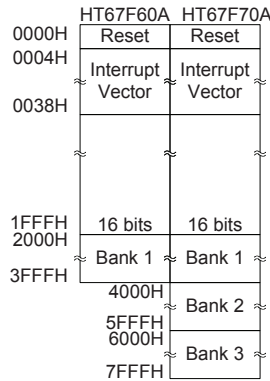 HT67F60A HT67F70A
0000H Reset Reset
0004H
Interrupt Interrupt
Vector Vector
0038H
1FFFH 16 bits 16 bits
2000H
Bank 1 Bank 1
3FFFH
4000H
Bank 2
5FFFH
6000H
Bank 3
7FFFH